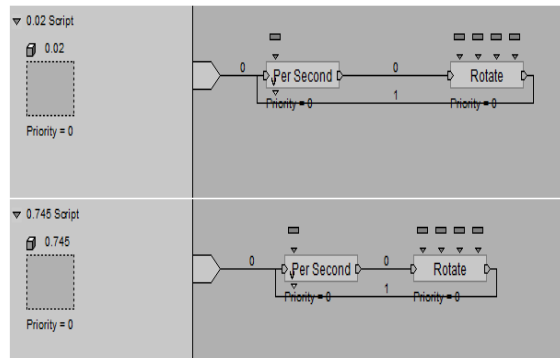 0.02 Script
0.02
Priority = 0
0
Per Second
0
Rotate
Priority = 0
1
Priority = 0
0.745 Script
0.745
Priority = 0
0
Per Second
0
Rotate
Priority = 0
1
Priority = 0